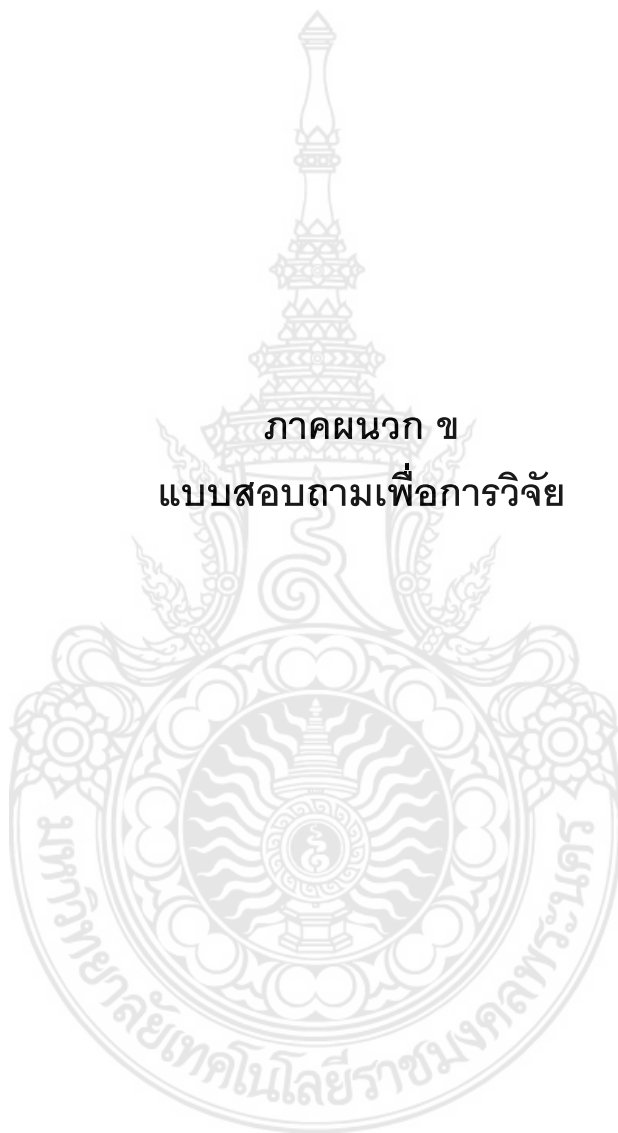 ภาคผนวก ข
แบบสอบถามเพื่อการวิจัย
มหาวิทยาลัยเทคโนโลยีราชมงคลพระนคร